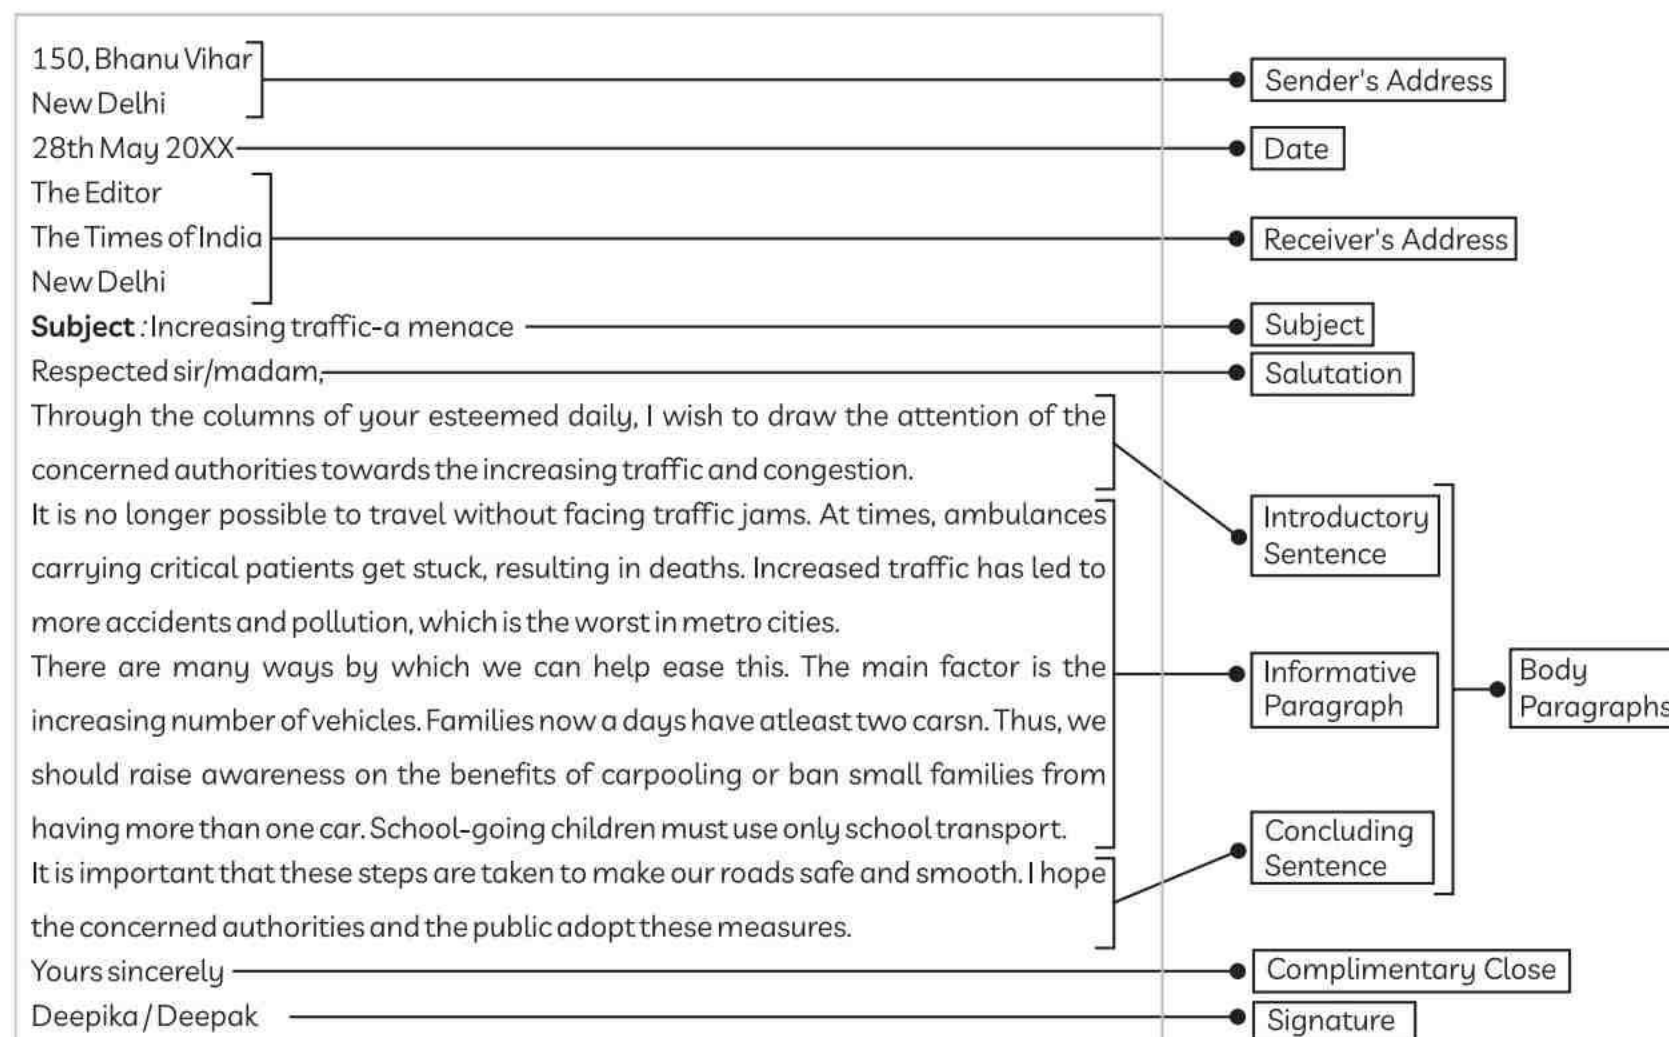 150, Bhanu Vihar
New Delhi
Sender's Address
28th May 20XX
Date
The Editor
The Times of India
New Delhi
Receiver's Address
Subject : Increasing traffic-a menace
Subject
Respected sir/madam,
Salutation
Through the columns of your esteemed daily, I wish to draw the attention of the
concerned authorities towards the increasing traffic and congestion.
Introductory
Sentence
It is no longer possible to travel without facing traffic jams. At times, ambulances
carrying critical patients get stuck, resulting in deaths. Increased traffic has led to
more accidents and pollution, which is the worst in metro cities.
There are many ways by which we can help ease this. The main factor is the
increasing number of vehicles. Families now a days have atleast two carsn. Thus, we
should raise awareness on the benefits of carpooling or ban small families from
having more than one car. School-going children must use only school transport.
Informative
Paragraph
Body
Paragraphs
It is important that these steps are taken to make our roads safe and smooth. I hope
the concerned authorities and the public adopt these measures.
Concluding
Sentence
Yours sincerely
Complimentary Close
Deepika / Deepak
Signature